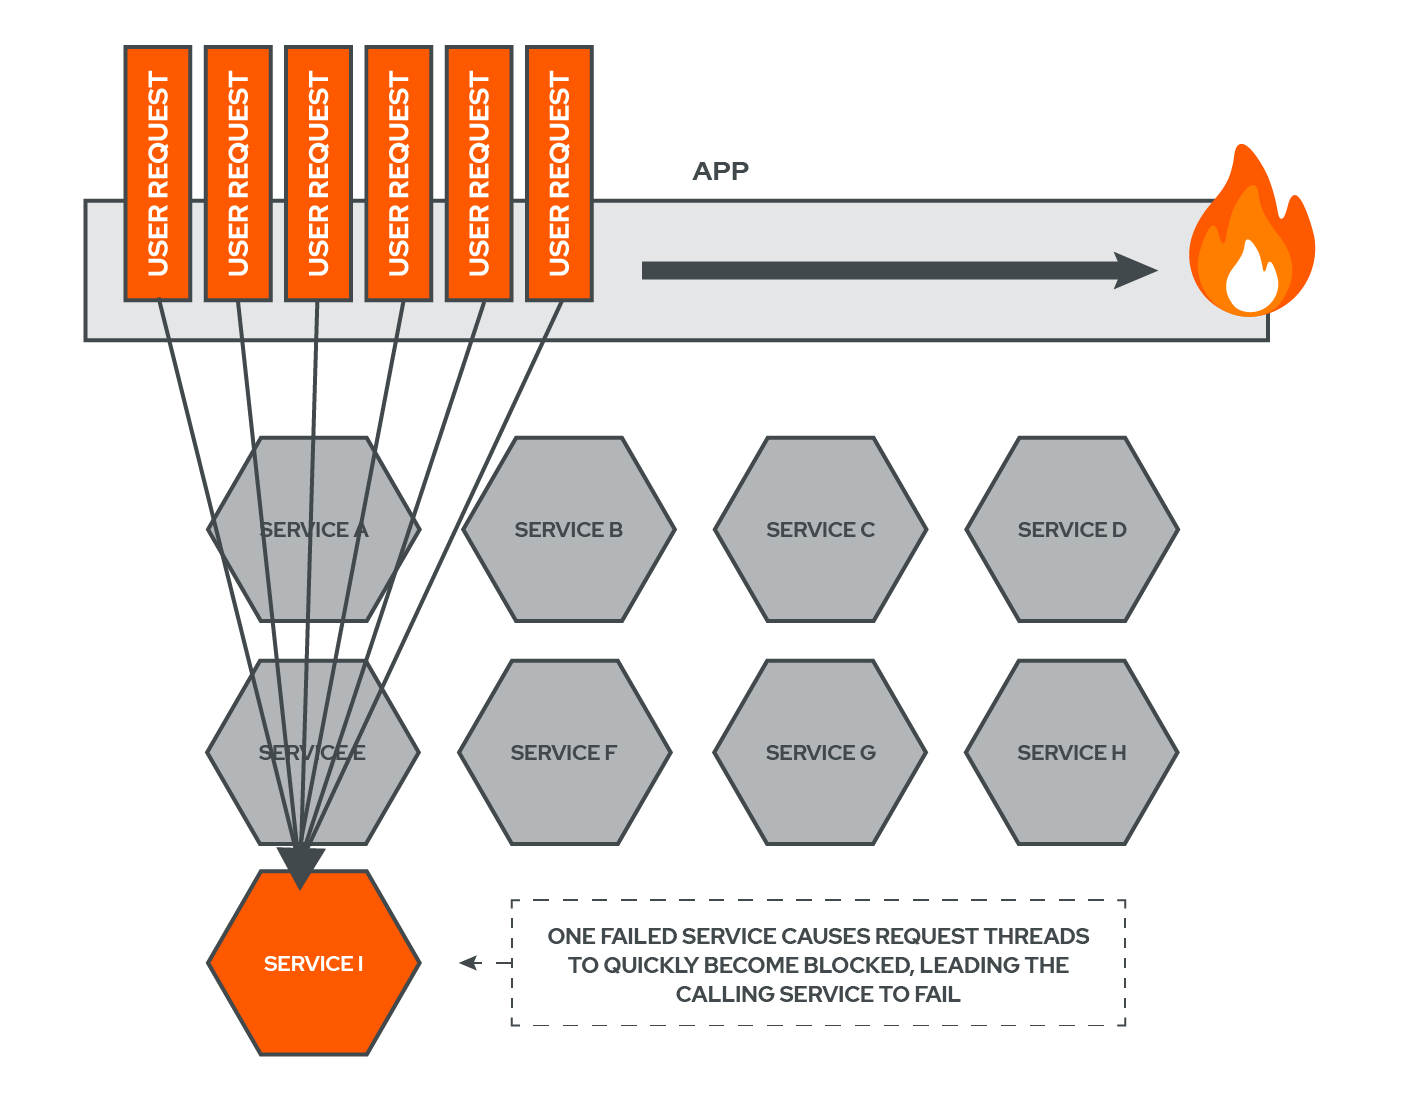 USER REQUEST
USER REQUEST
USER REQUEST
USER REQUEST
USER REQUEST
USER REQUEST
APP
SERVICE A
SERVICE B
SERVICE C
SERVICE D
SERVICE E
SERVICE F
SERVICE G
SERVICE H
SERVICE I
ONE FAILED SERVICE CAUSES REQUEST THREADS
TO QUICKLY BECOME BLOCKED, LEADING THE
CALLING SERVICE TO FAIL